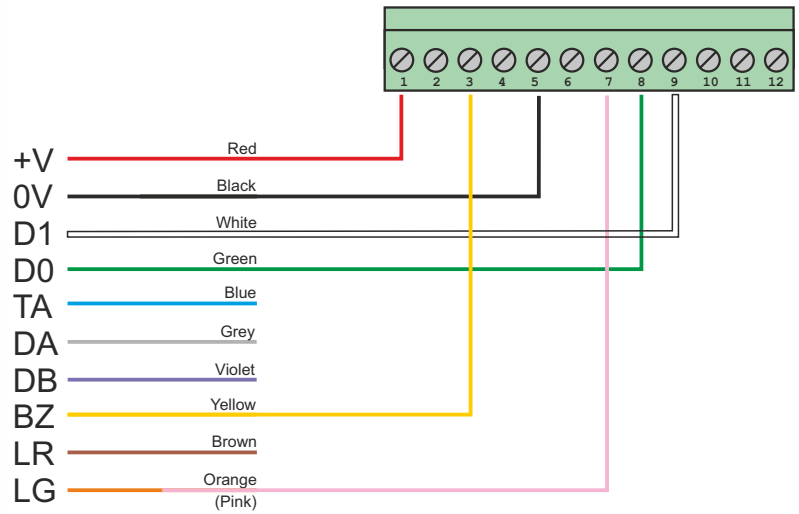 1 2 3 4 5 6 7 8 9 10 11 12
+V Red
0V Black
D1 White
D0 Green
TA Blue
DA Grey
DB Violet
BZ Yellow
LR Brown
LG Orange
(Pink)